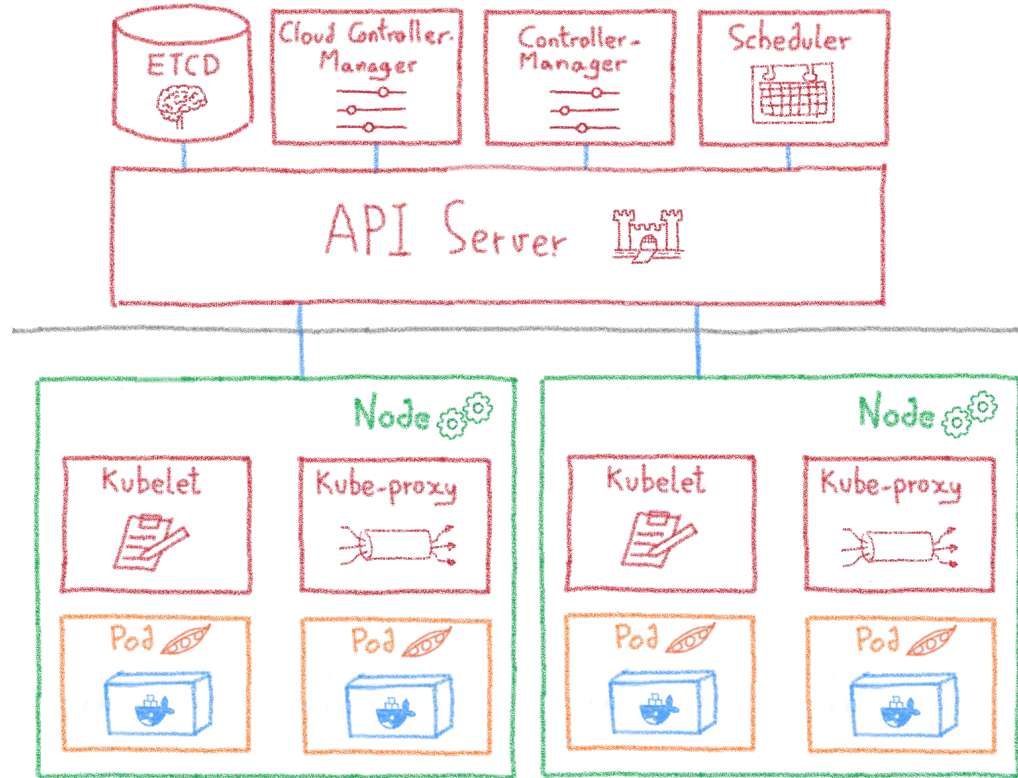 ETCD
Cloud Controller-
Manager
Controller-
Manager
Scheduler
API Server
Node
Kubelet
Kube-proxy
Pod
Pod
Node
Kubelet
Kube-proxy
Pod
Pod